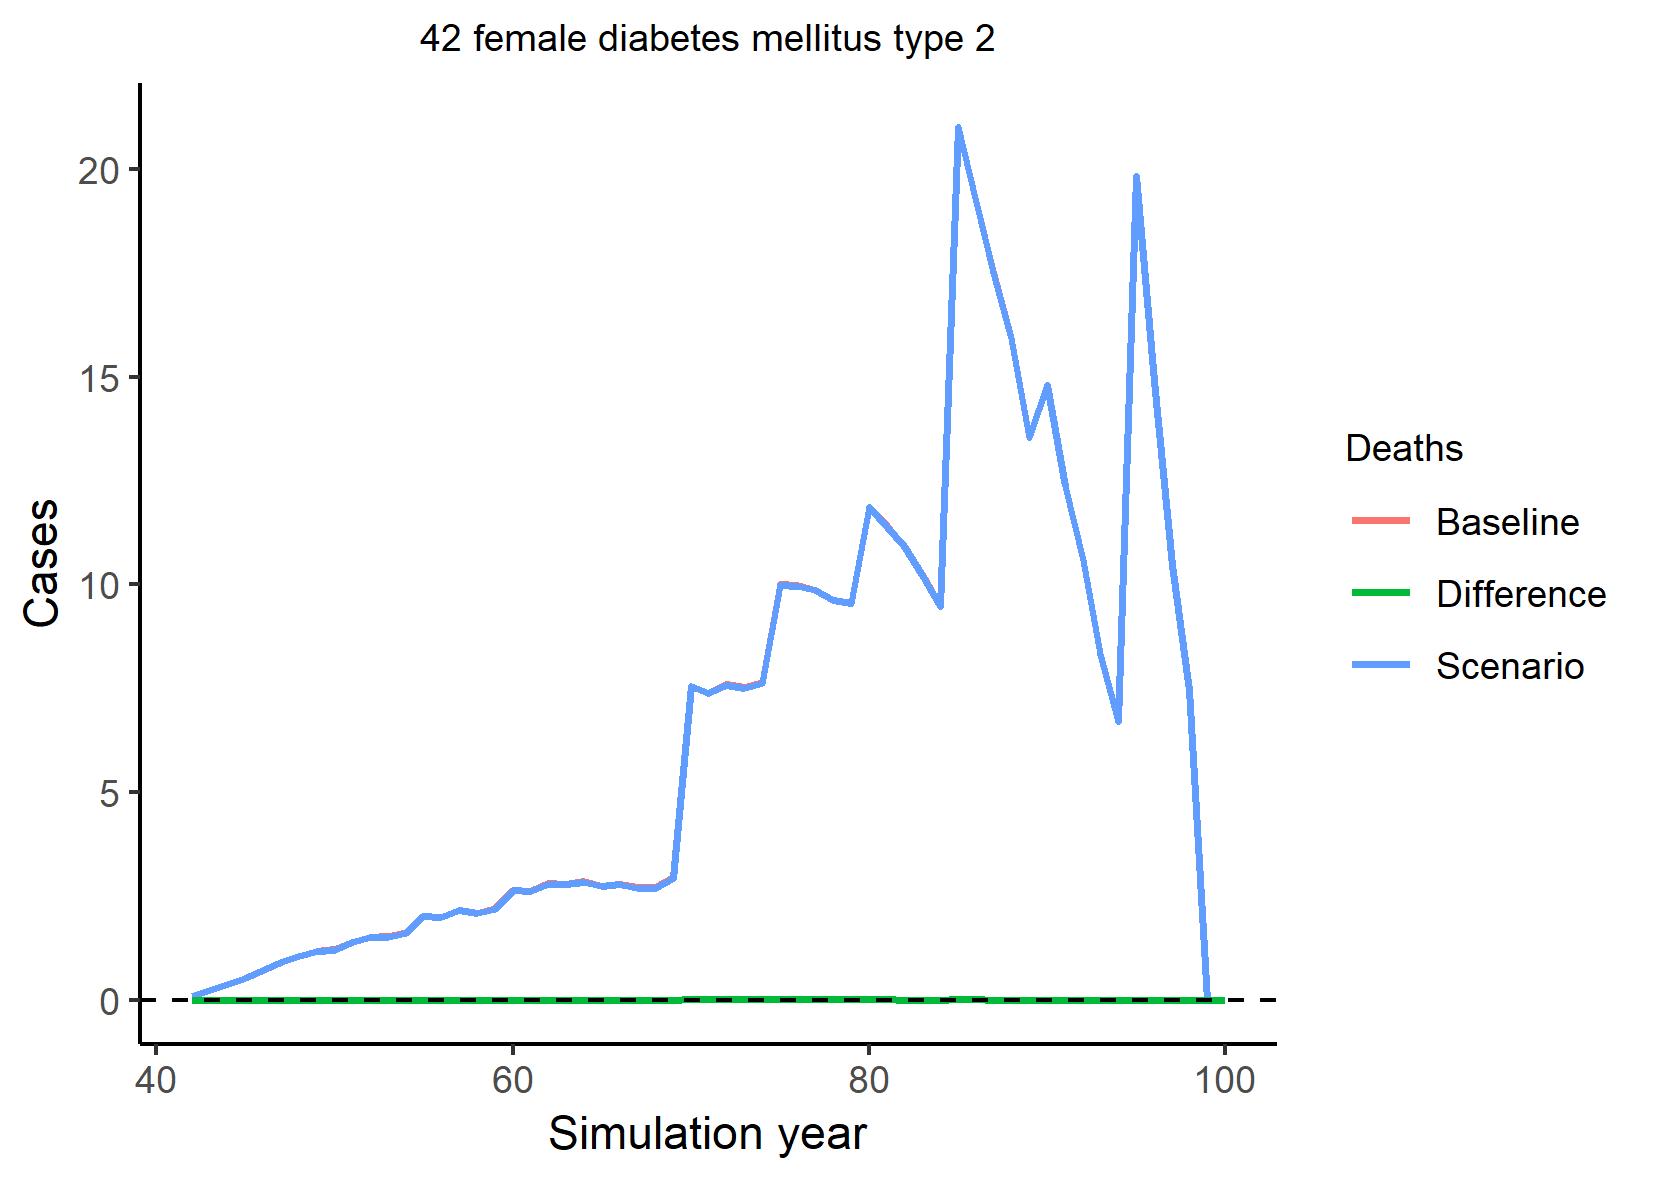 42 female diabetes mellitus type 2
20
15
10
5
0
Cases
40 60 80 100
Simulation year
Deaths
Baseline
Difference
Scenario